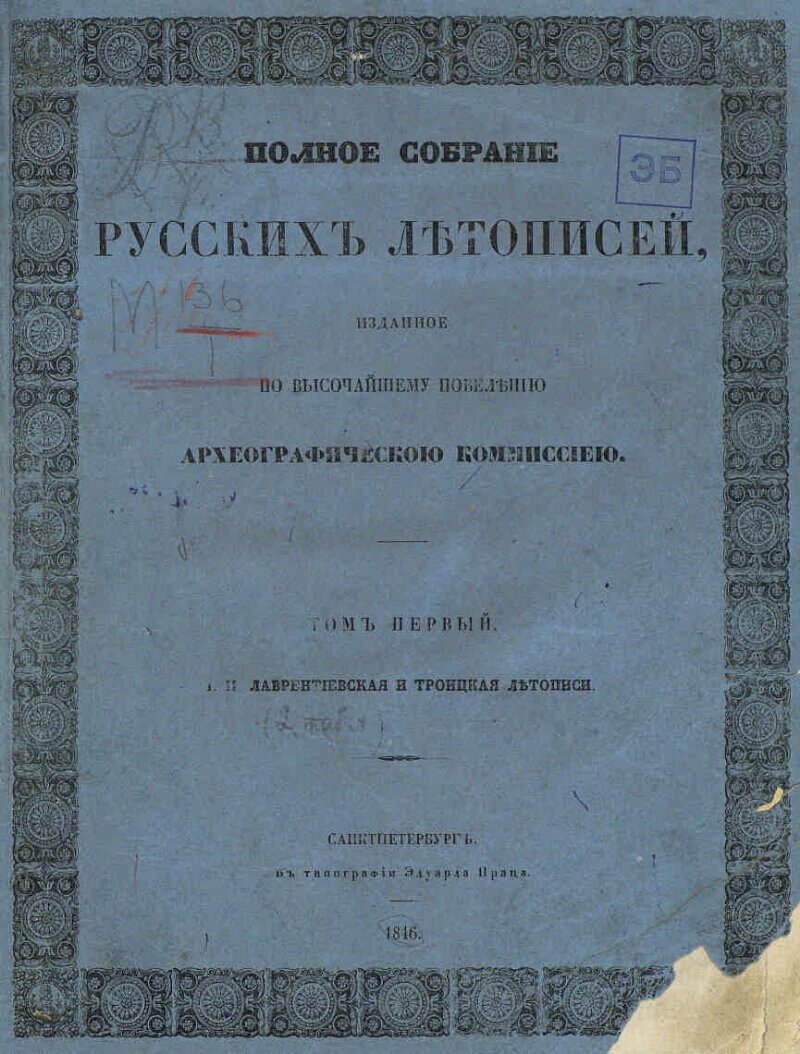 ПОЛНОЕ СОБРАНІЕ
ЭБ
РУССКИХЪ ЛѢТОПИСЕЙ,
136
ИЗДАННОЕ
ПО ВЫСОЧАЙШЕМУ ПОВЕЛѢНІЮ
АРХЕОГРАФИЧЕСКОЮ КОММИССІЕЮ.
ТОМЪ ПЕРВЫЙ.
I. II ЛАВРЕНТІЕВСКАЯ И ТРОИЦКАЯ ЛѢТОПИСИ.
САНКТПЕТЕРБУРГЪ.
Въ типографіи Эдуарда Праца.
1846.